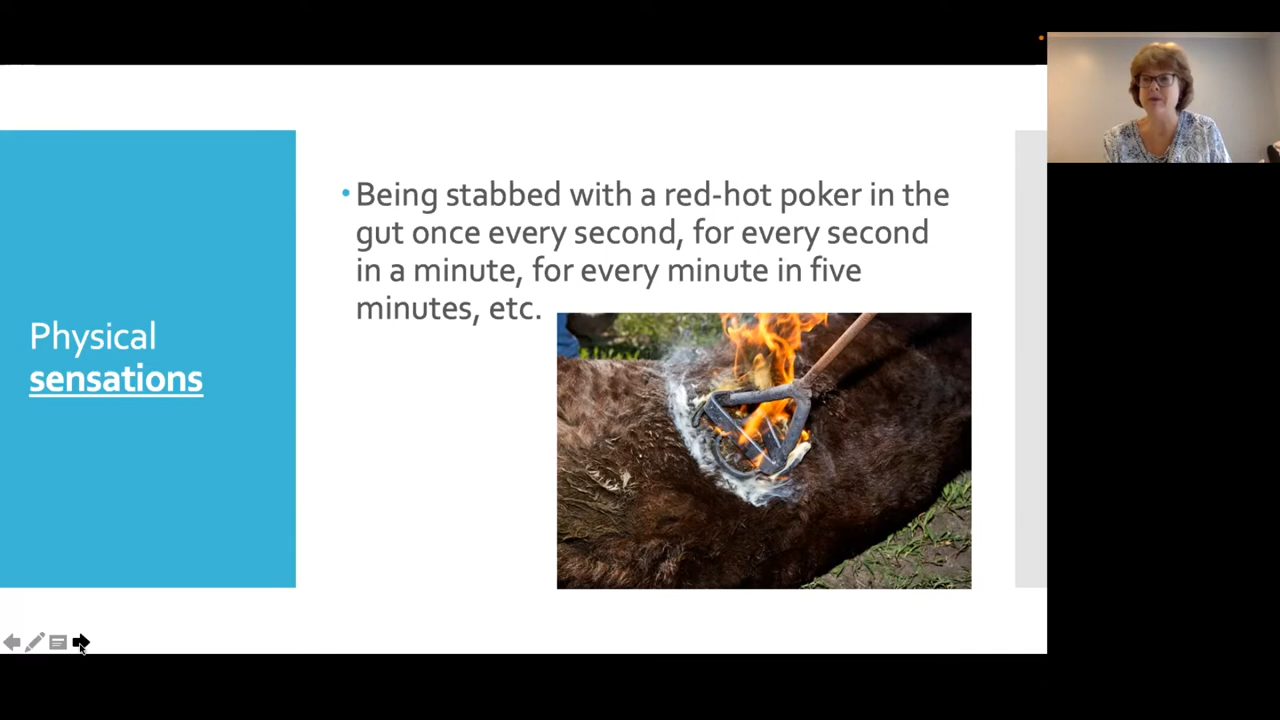 Physical
sensations
• Being stabbed with a red-hot poker in the
gut once every second, for every second
in a minute, for every minute in five
minutes, etc.